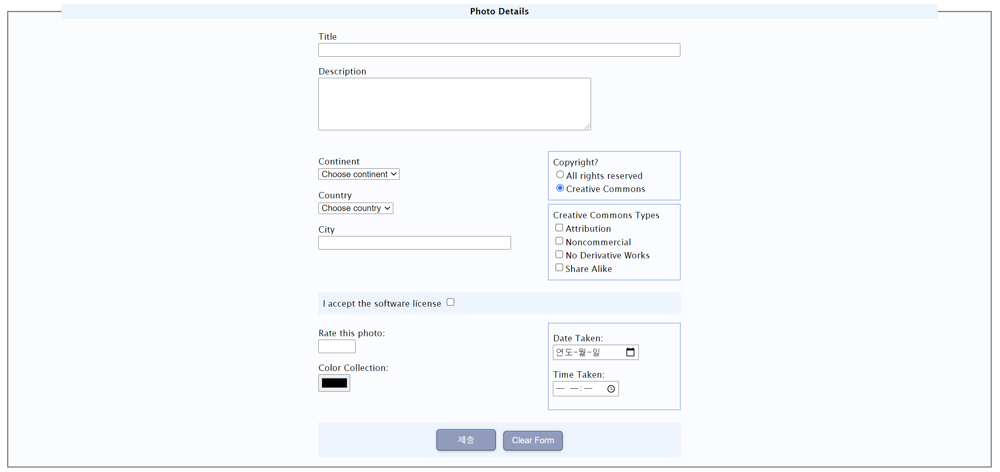 Photo Details
Title
Description
Continent
Choose continent
Country
Choose country
City
Copyright?
All rights reserved
Creative Commons
Creative Commons Types
Attribution
Noncommercial
No Derivative Works
Share Alike
I accept the software license
Rate this photo:
Color Collection:
Date Taken:
연도-월-일
Time Taken:
-- --:--
제출
Clear Form